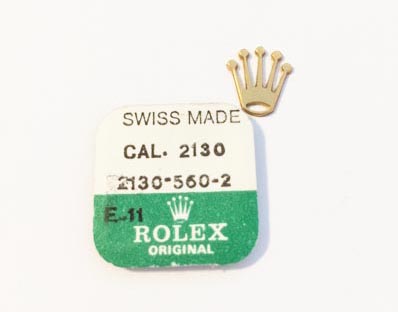 SWISS MADE
CAL. 2130
2130-560-2
E-11
ROLEX
ORIGINAL